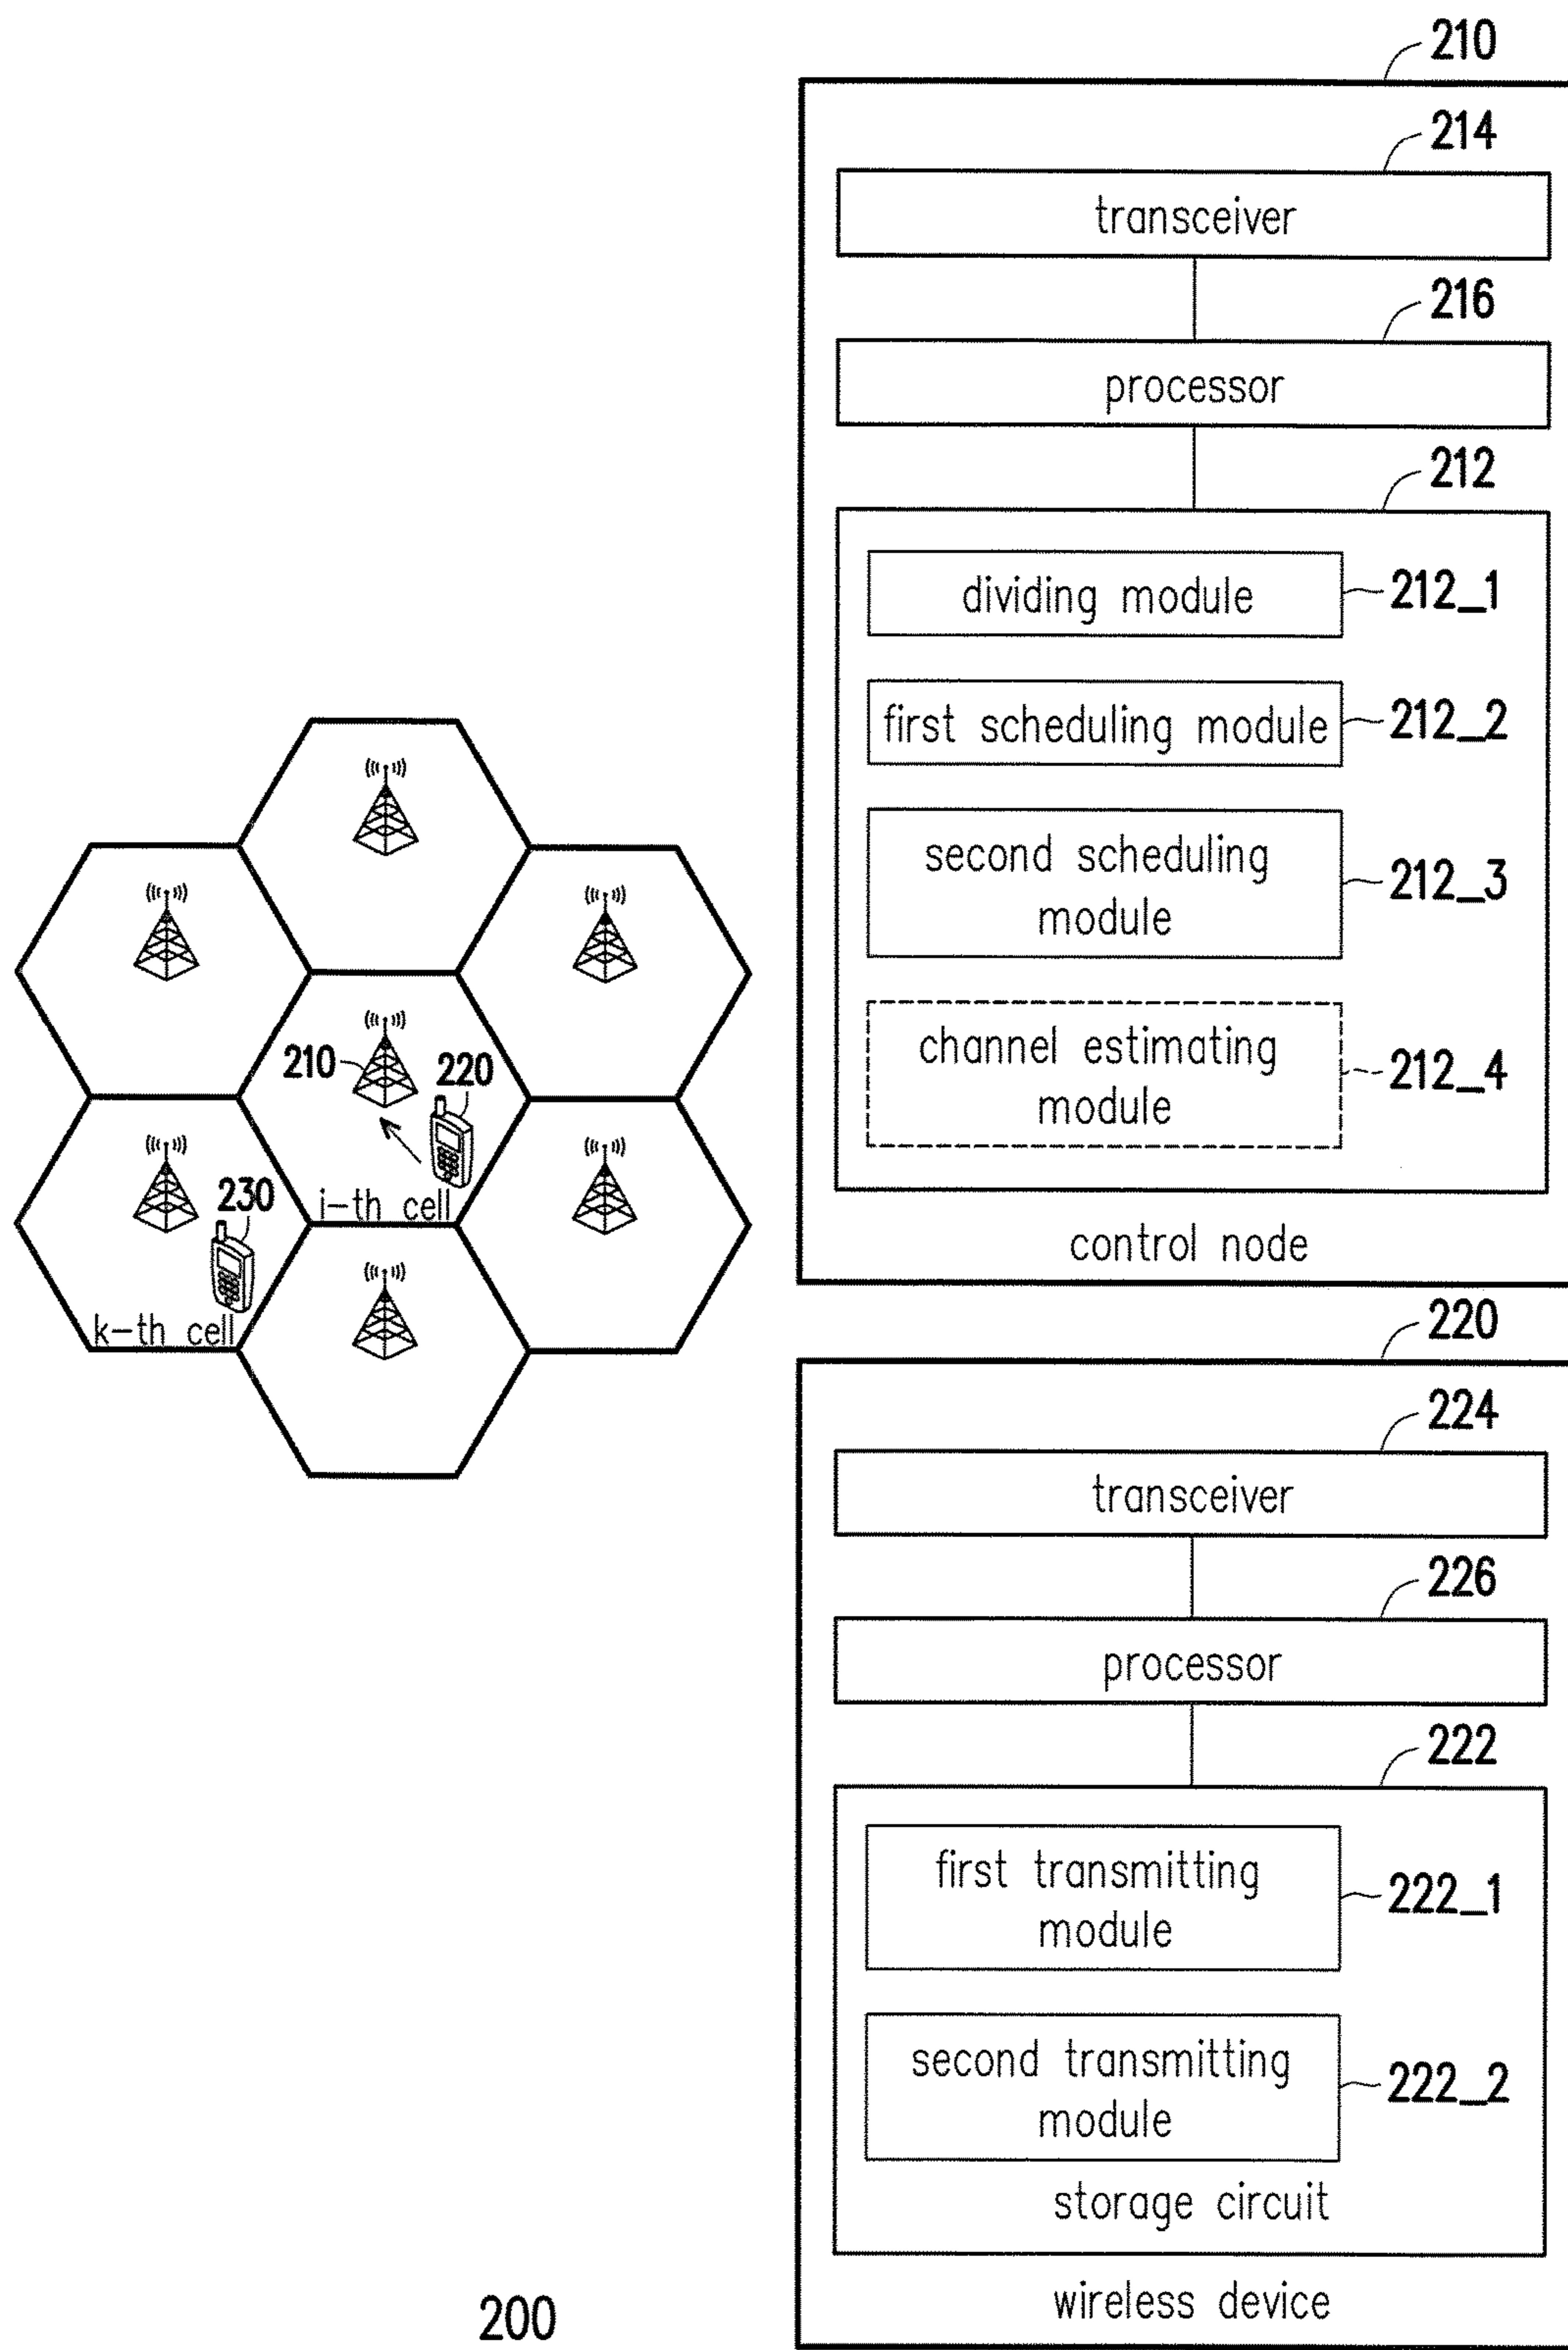 210
214
transceiver
216
processor
212
dividing module
212_1
first scheduling module
212_2
second scheduling
module
212_3
channel estimating
module
212_4
control node
210
220
i-th cell
230
k-th cell
220
224
transceiver
226
processor
222
first transmitting
module
222_1
second transmitting
module
222_2
storage circuit
wireless device
200